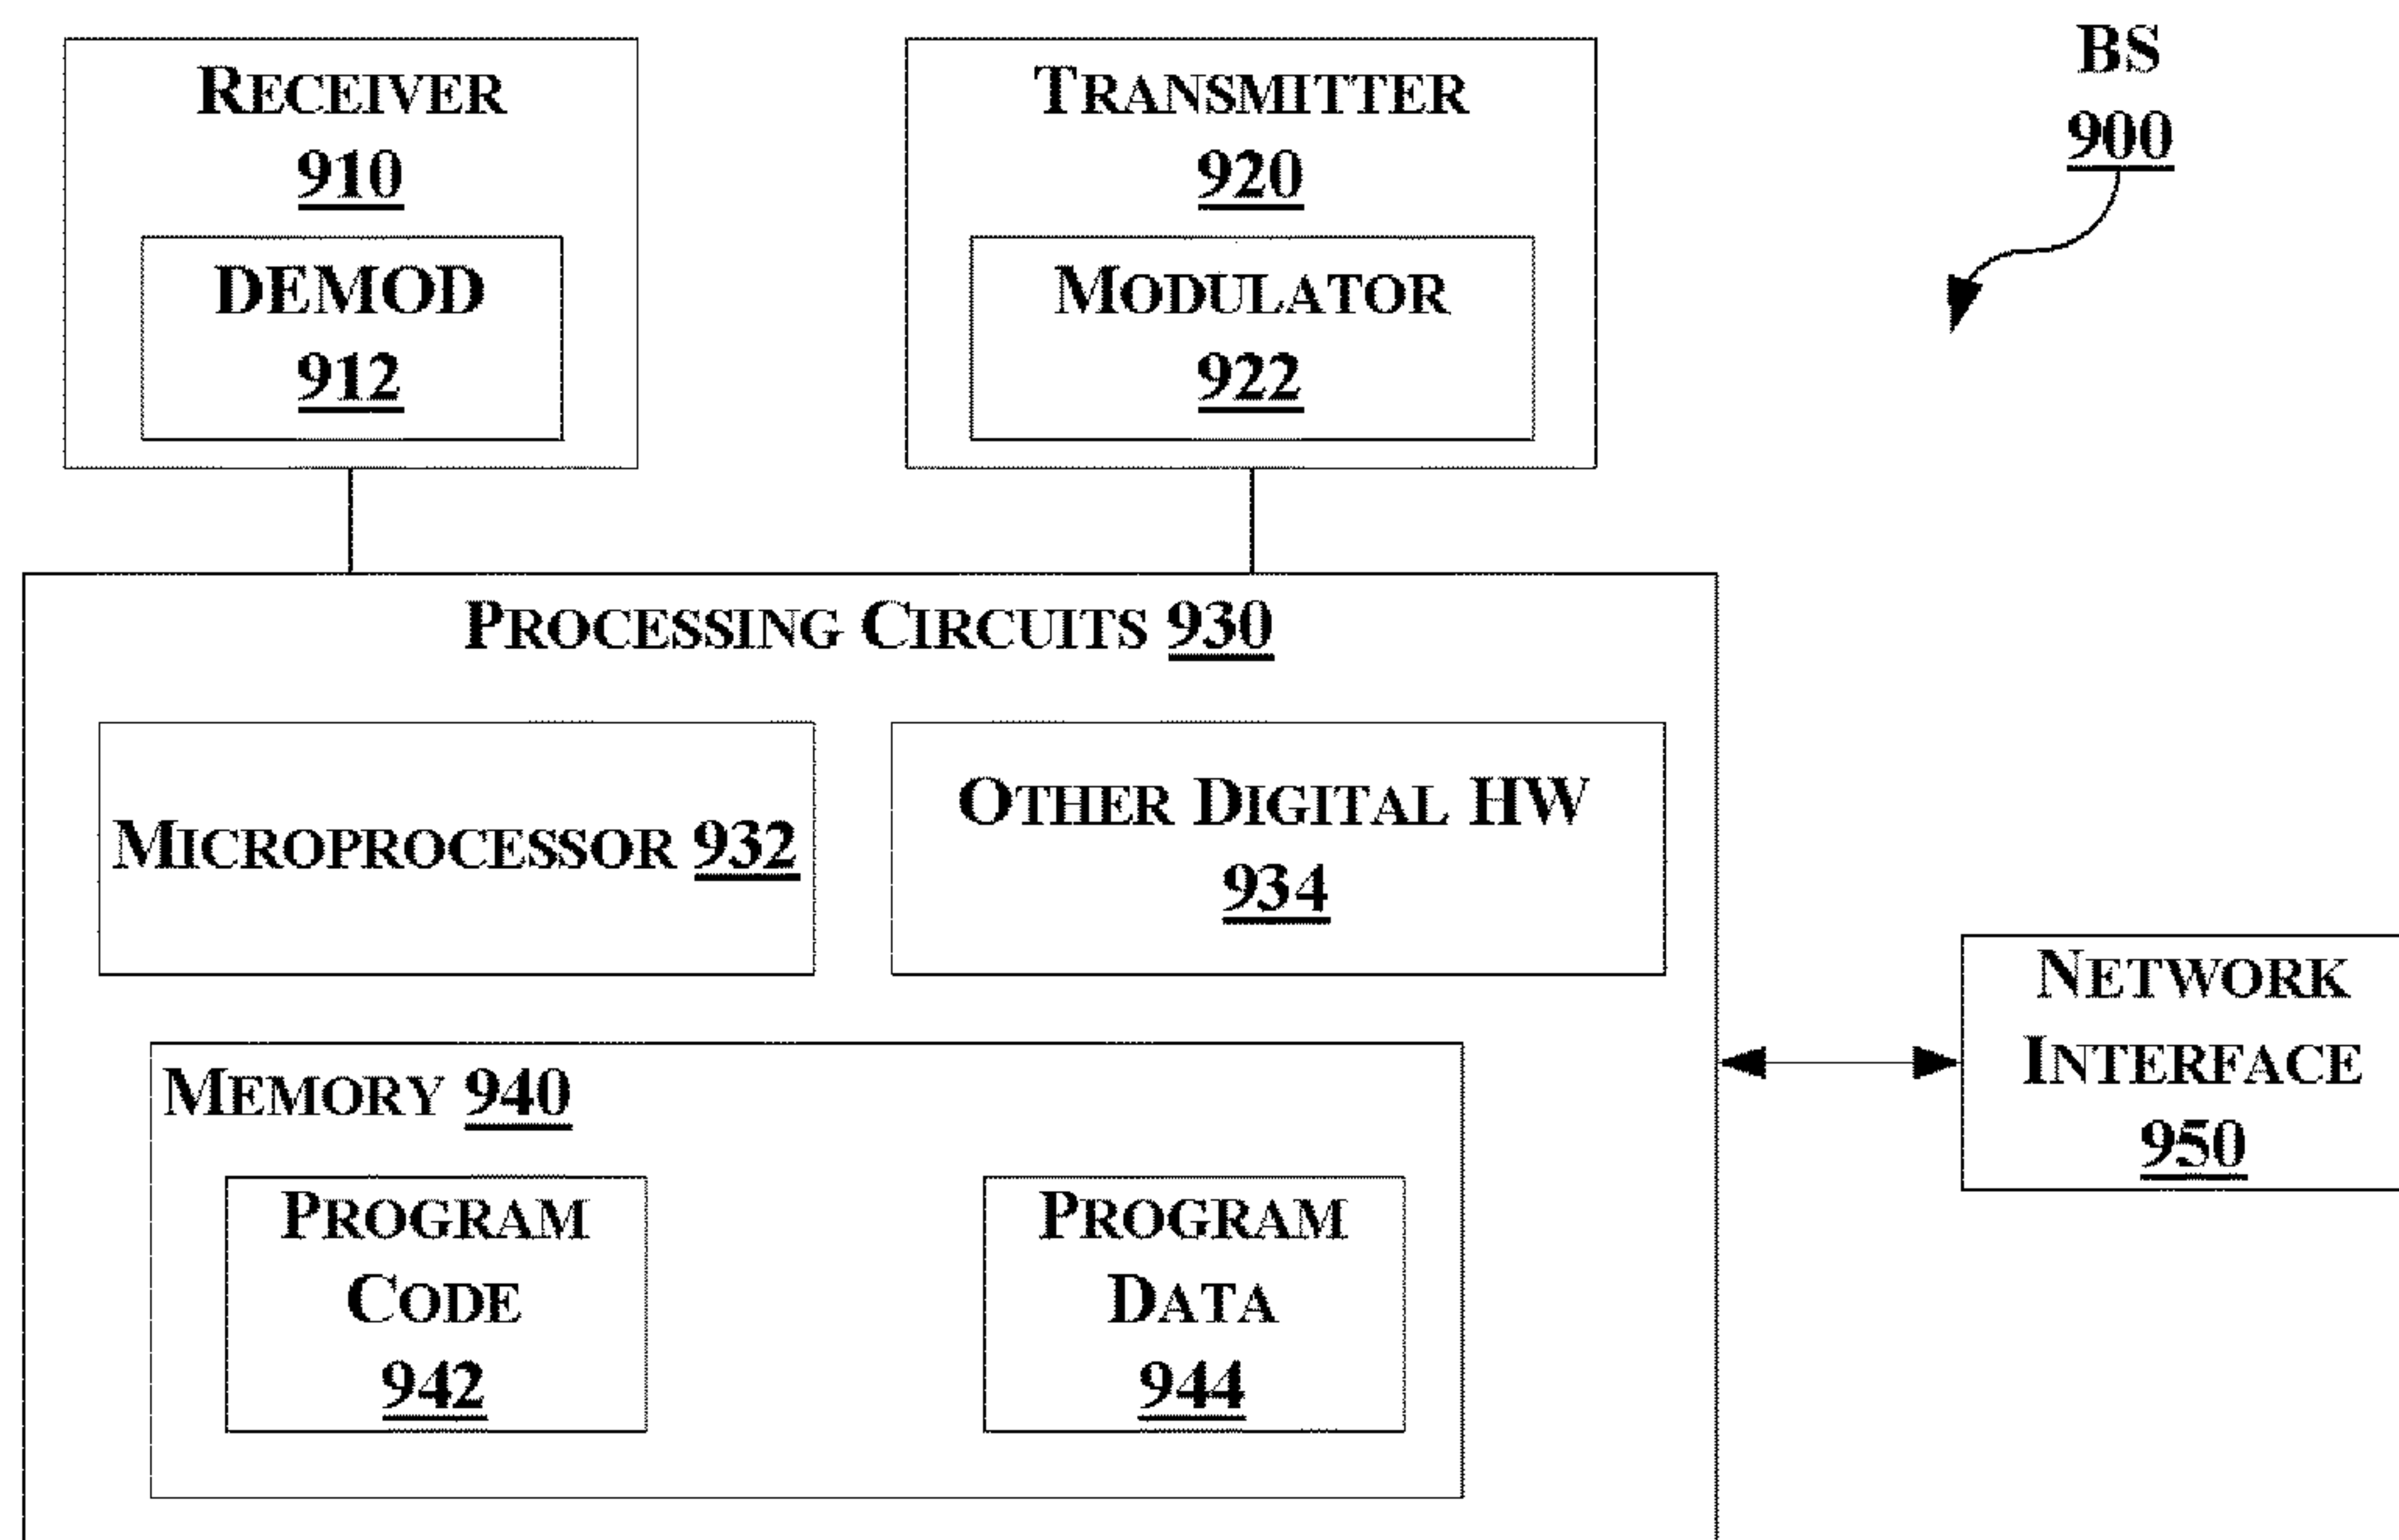 RECEIVER
910
DEMOD
912
TRANSMITTER
920
MODULATOR
922
BS
900
PROCESSING CIRCUITS 930
MICROPROCESSOR 932
OTHER DIGITAL HW
934
MEMORY 940
PROGRAM
CODE
942
PROGRAM
DATA
944
NETWORK
INTERFACE
950